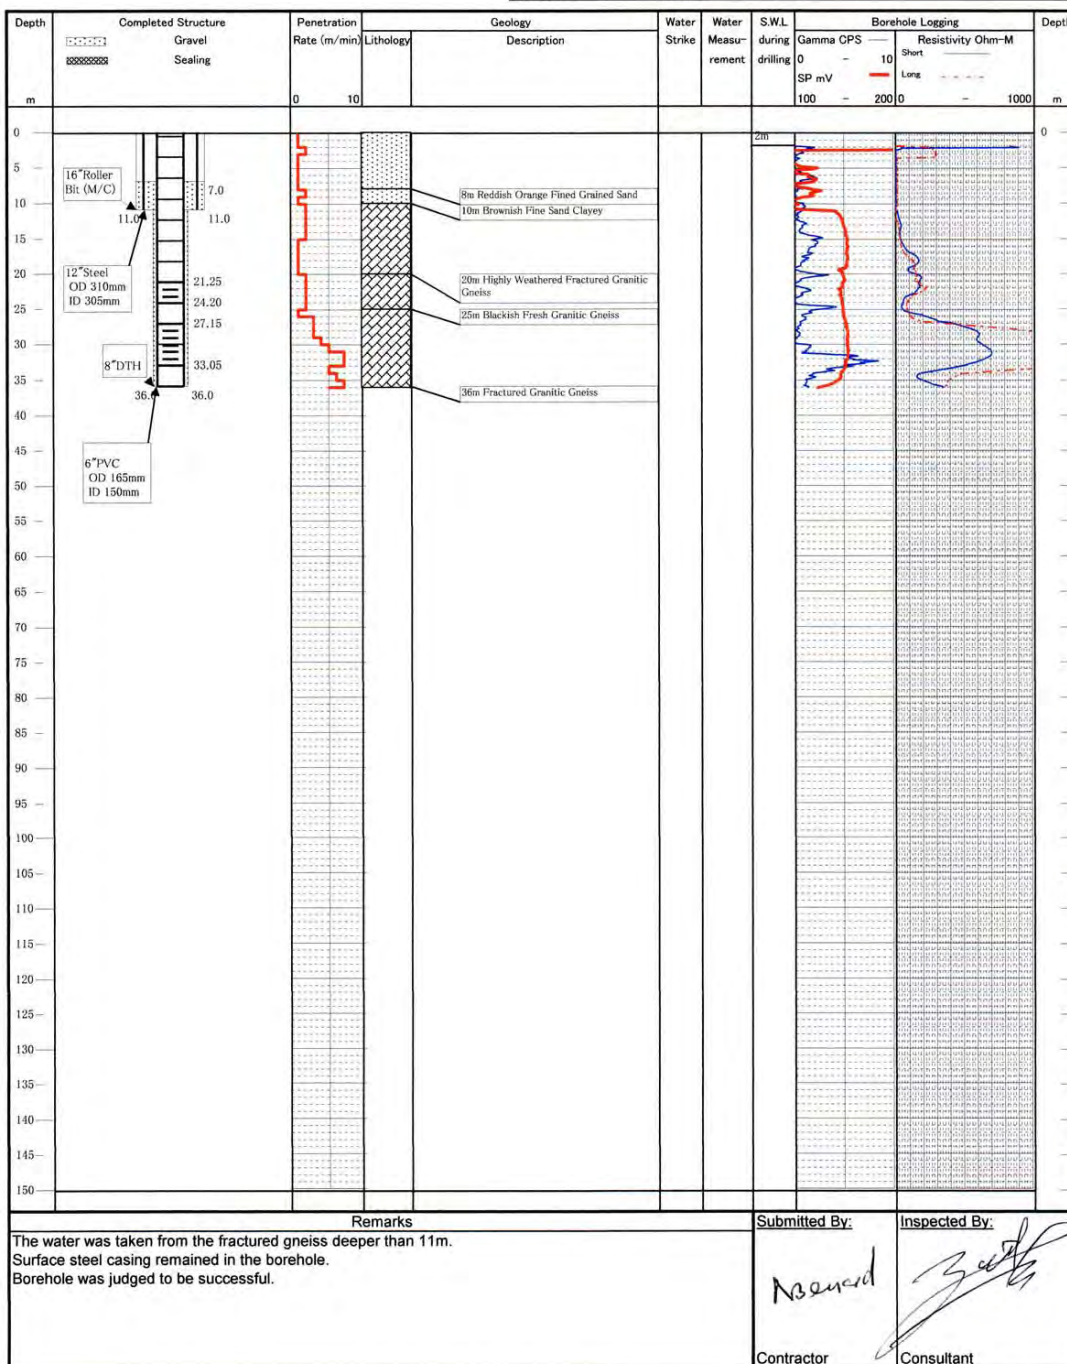 Depth Completed Structure Penetration Geology Water Water S.W.L Borehole Logging Depth
Gravel Rate (m/min) Lithology Description Strike Measu- during Gamma CPS Resistivity Ohm-M
Sealing rement drilling 0 - 10 Short
SP mV Long
m 0 10 100 - 200 0 - 1000 m
0 2m 0
5
10
15
20
25
30
35
40
45
50
55
60
65
70
75
80
85
90
95
100
105
110
115
120
125
130
135
140
145
150
16"Roller
Bit (M/C)
7.0
11.0 11.0
12"Steel
OD 310mm
ID 305mm
21.25
24.20
27.15
8"DTH
33.05
36.0
6"PVC
OD 165mm
ID 150mm
8m Reddish Orange Fined Grained Sand
10m Brownish Fine Sand Clayey
20m Highly Weathered Fractured Granitic
Gneiss
25m Blackish Fresh Granitic Gneiss
36m Fractured Granitic Gneiss
Remarks
The water was taken from the fractured gneiss deeper than 11m.
Surface steel casing remained in the borehole.
Borehole was judged to be successful.
Submitted By:
Contractor
Inspected By:
Consultant